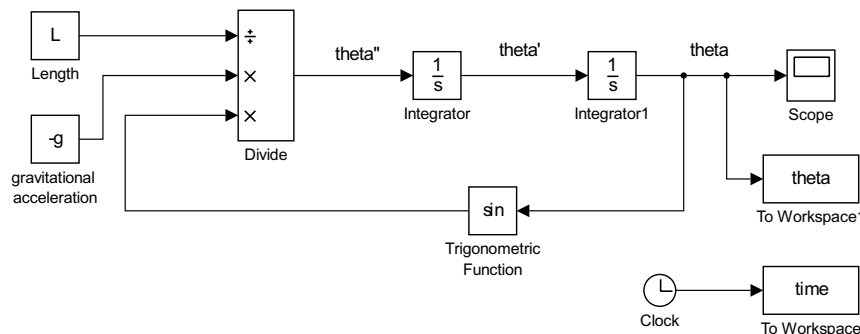 L
Length
-g
gravitational
acceleration
÷
×
×
Divide
theta"
1
s
Integrator
theta'
1
s
Integrator1
theta
Scope
theta
To Workspace1
sin
Trigonometric
Function
Clock
time
To Workspace